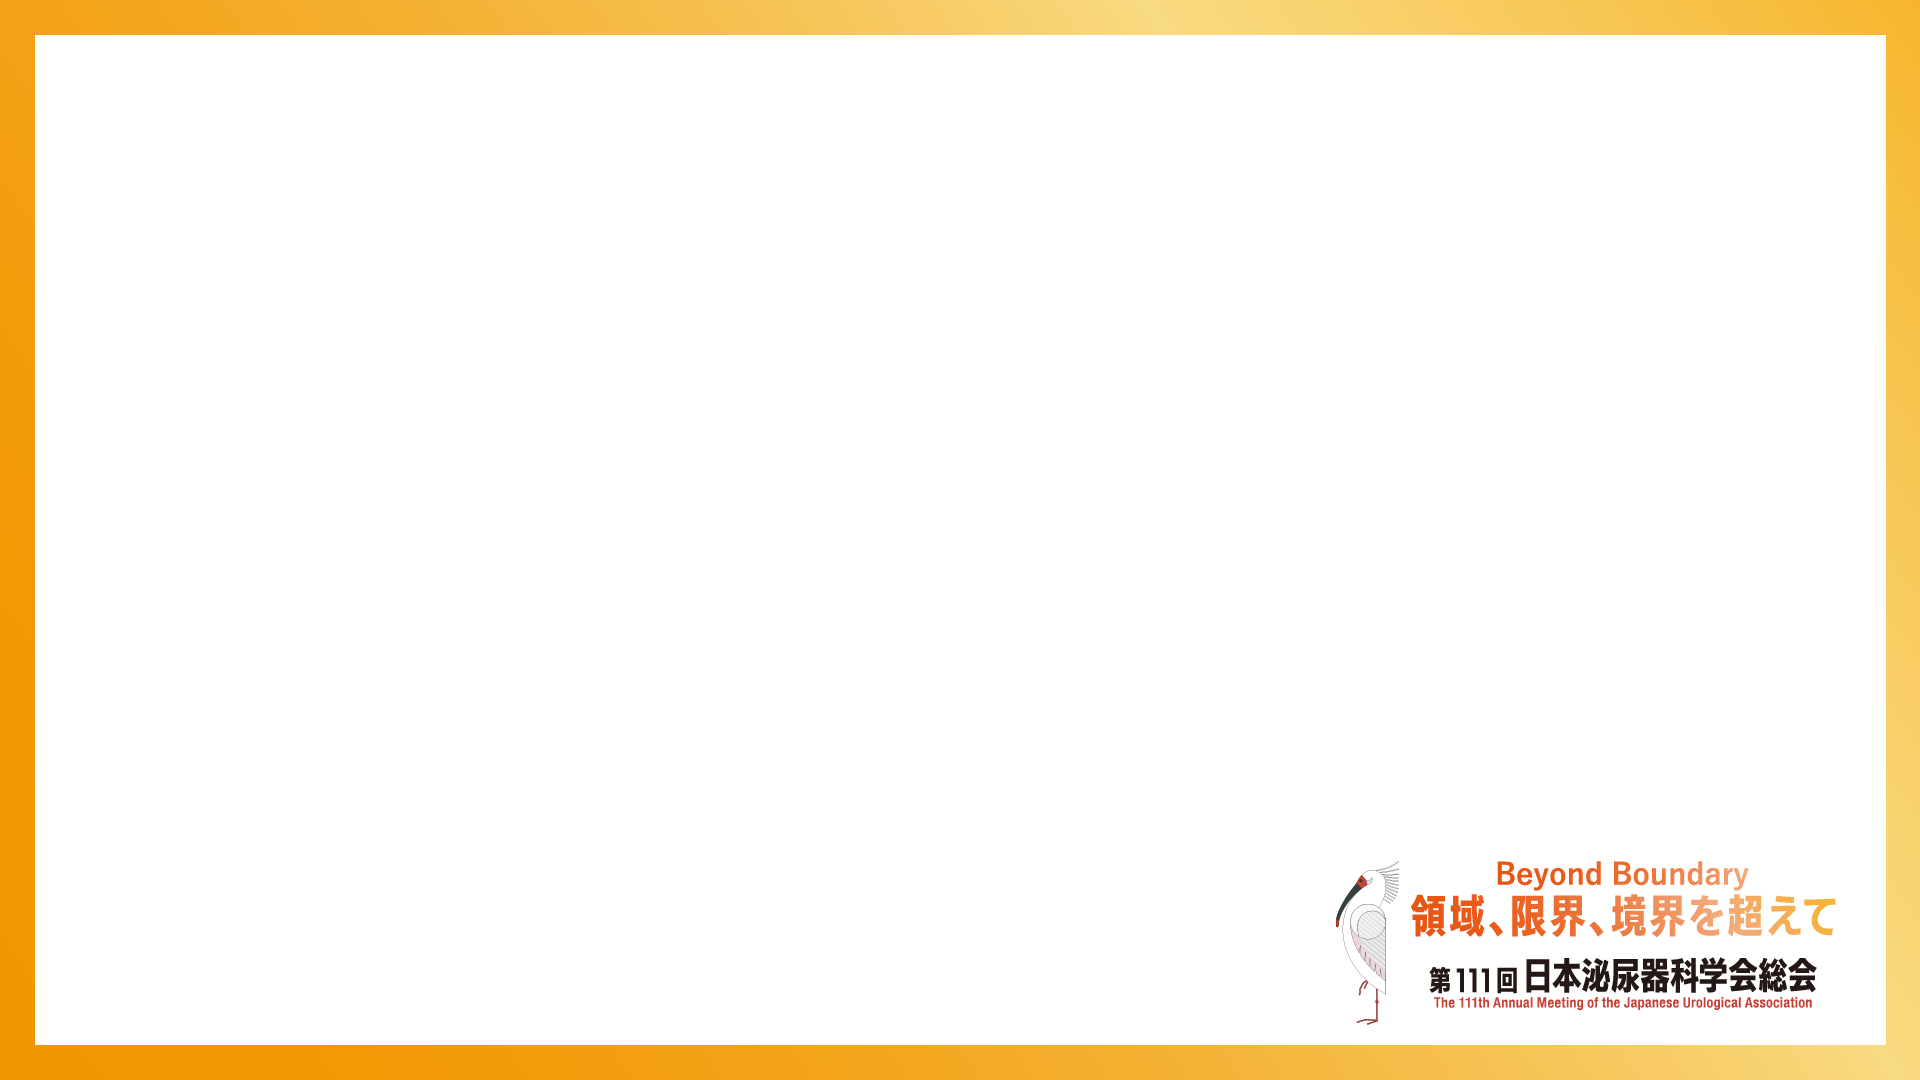 Beyond Boundary
領域、限界、境界を超えて
第111回 日本泌尿器科学会総会
The 111th Annual Meeting of the Japanese Urological Association